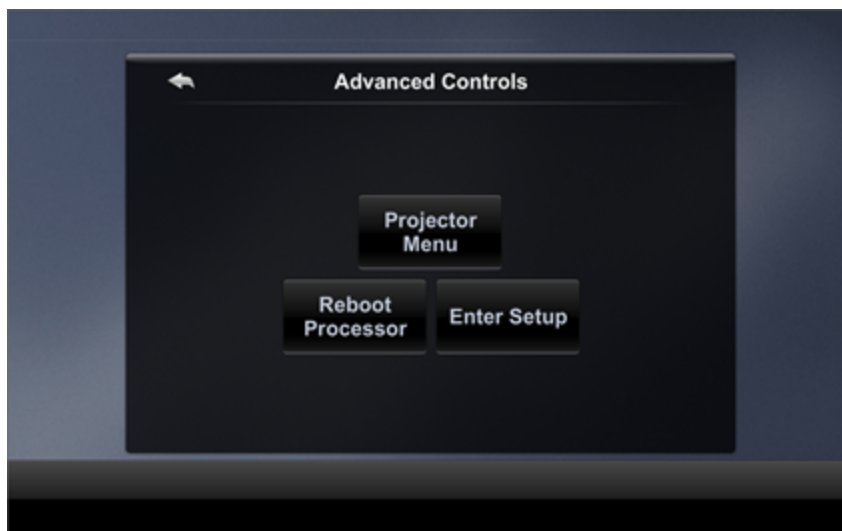 Advanced Controls
Projector
Menu
Reboot
Processor
Enter Setup